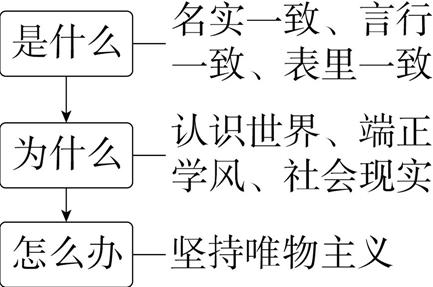 是什么
名实一致、言行
一致、表里一致
为什么
认识世界、端正
学风、社会现实
怎么办
坚持唯物主义